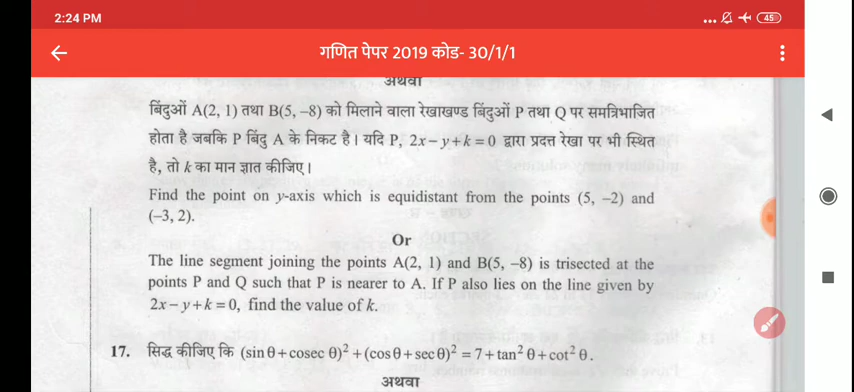 2:24 PM
45
गणित पेपर 2019 कोड- 30/1/1
अथवा
बिंदुओं A(2, 1) तथा B(5, –8) को मिलाने वाला रेखाखण्ड बिंदुओं P तथा Q पर समत्रिभाजित
होता है जबकि P बिंदु A के निकट है। यदि P, 2x – y + k = 0 द्वारा प्रदत्त रेखा पर भी स्थित
है, तो k का मान ज्ञात कीजिए।
Find the point on y-axis which is equidistant from the points (5, –2) and
(–3, 2).
Or
The line segment joining the points A(2, 1) and B(5, –8) is trisected at the
points P and Q such that P is nearer to A. If P also lies on the line given by
2x – y + k = 0, find the value of k.
17. सिद्ध कीजिए कि (sin θ + cosec θ)² + (cos θ + sec θ)² = 7 + tan² θ + cot² θ.
अथवा